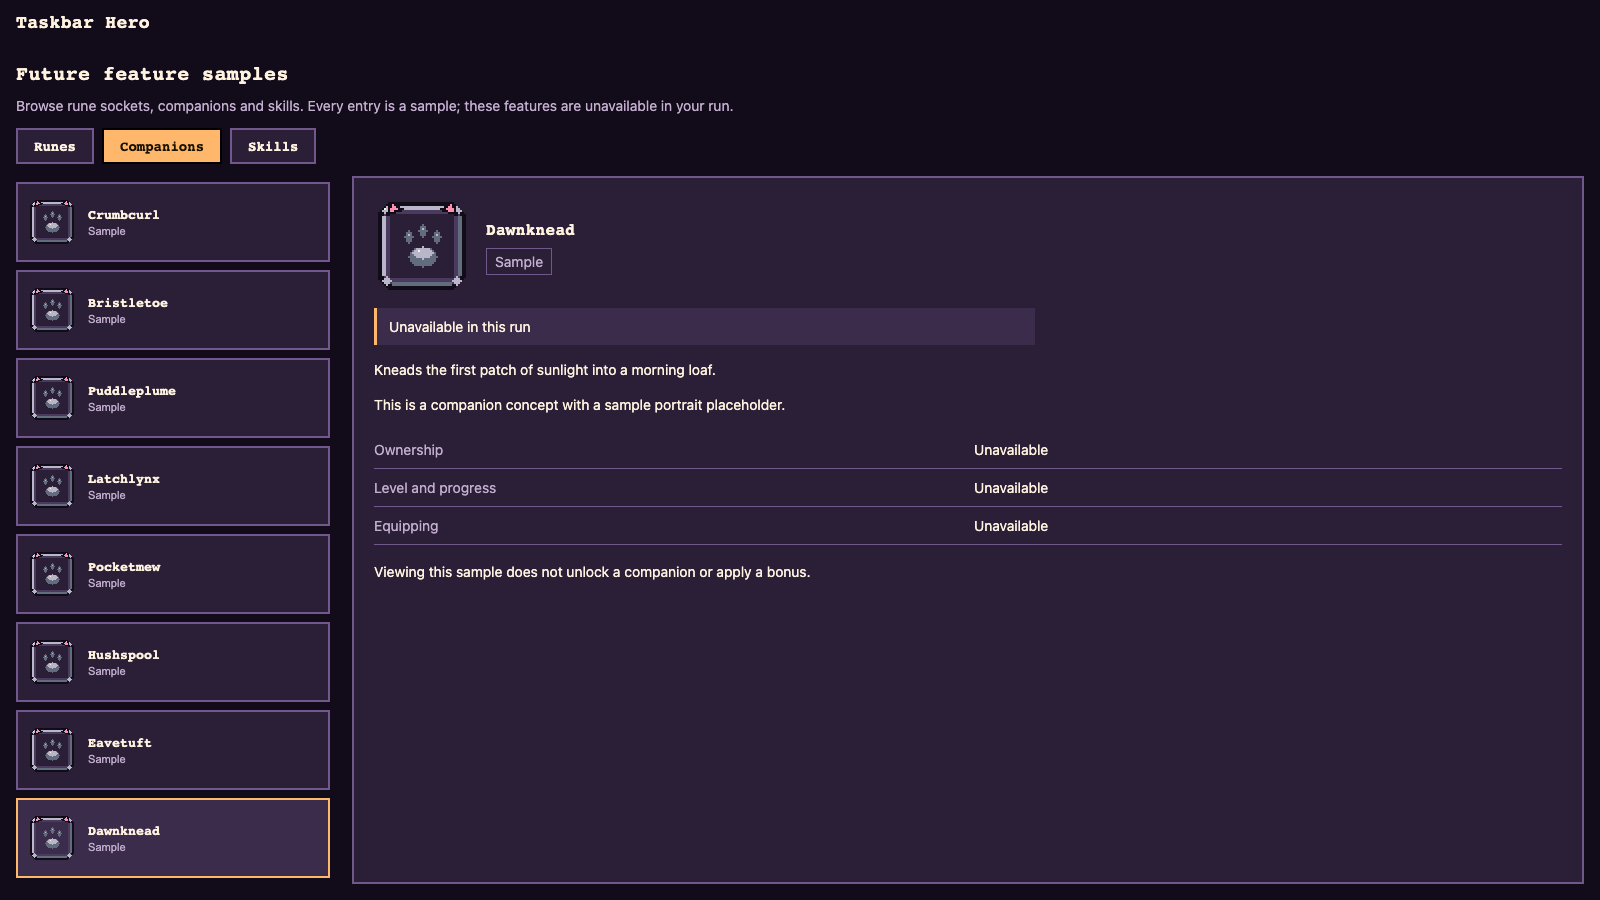 Taskbar Hero
Future feature samples
Browse rune sockets, companions and skills. Every entry is a sample; these features are unavailable in your run.
Runes
Companions
Skills
Crumbcurl
Sample
Bristletoe
Sample
Puddleplume
Sample
Latchlynx
Sample
Pocketmew
Sample
Hushspool
Sample
Eavetuft
Sample
Dawnknead
Sample
Dawnknead
Sample
Unavailable in this run
Kneads the first patch of sunlight into a morning loaf.
This is a companion concept with a sample portrait placeholder.
Ownership Unavailable
Level and progress Unavailable
Equipping Unavailable
Viewing this sample does not unlock a companion or apply a bonus.